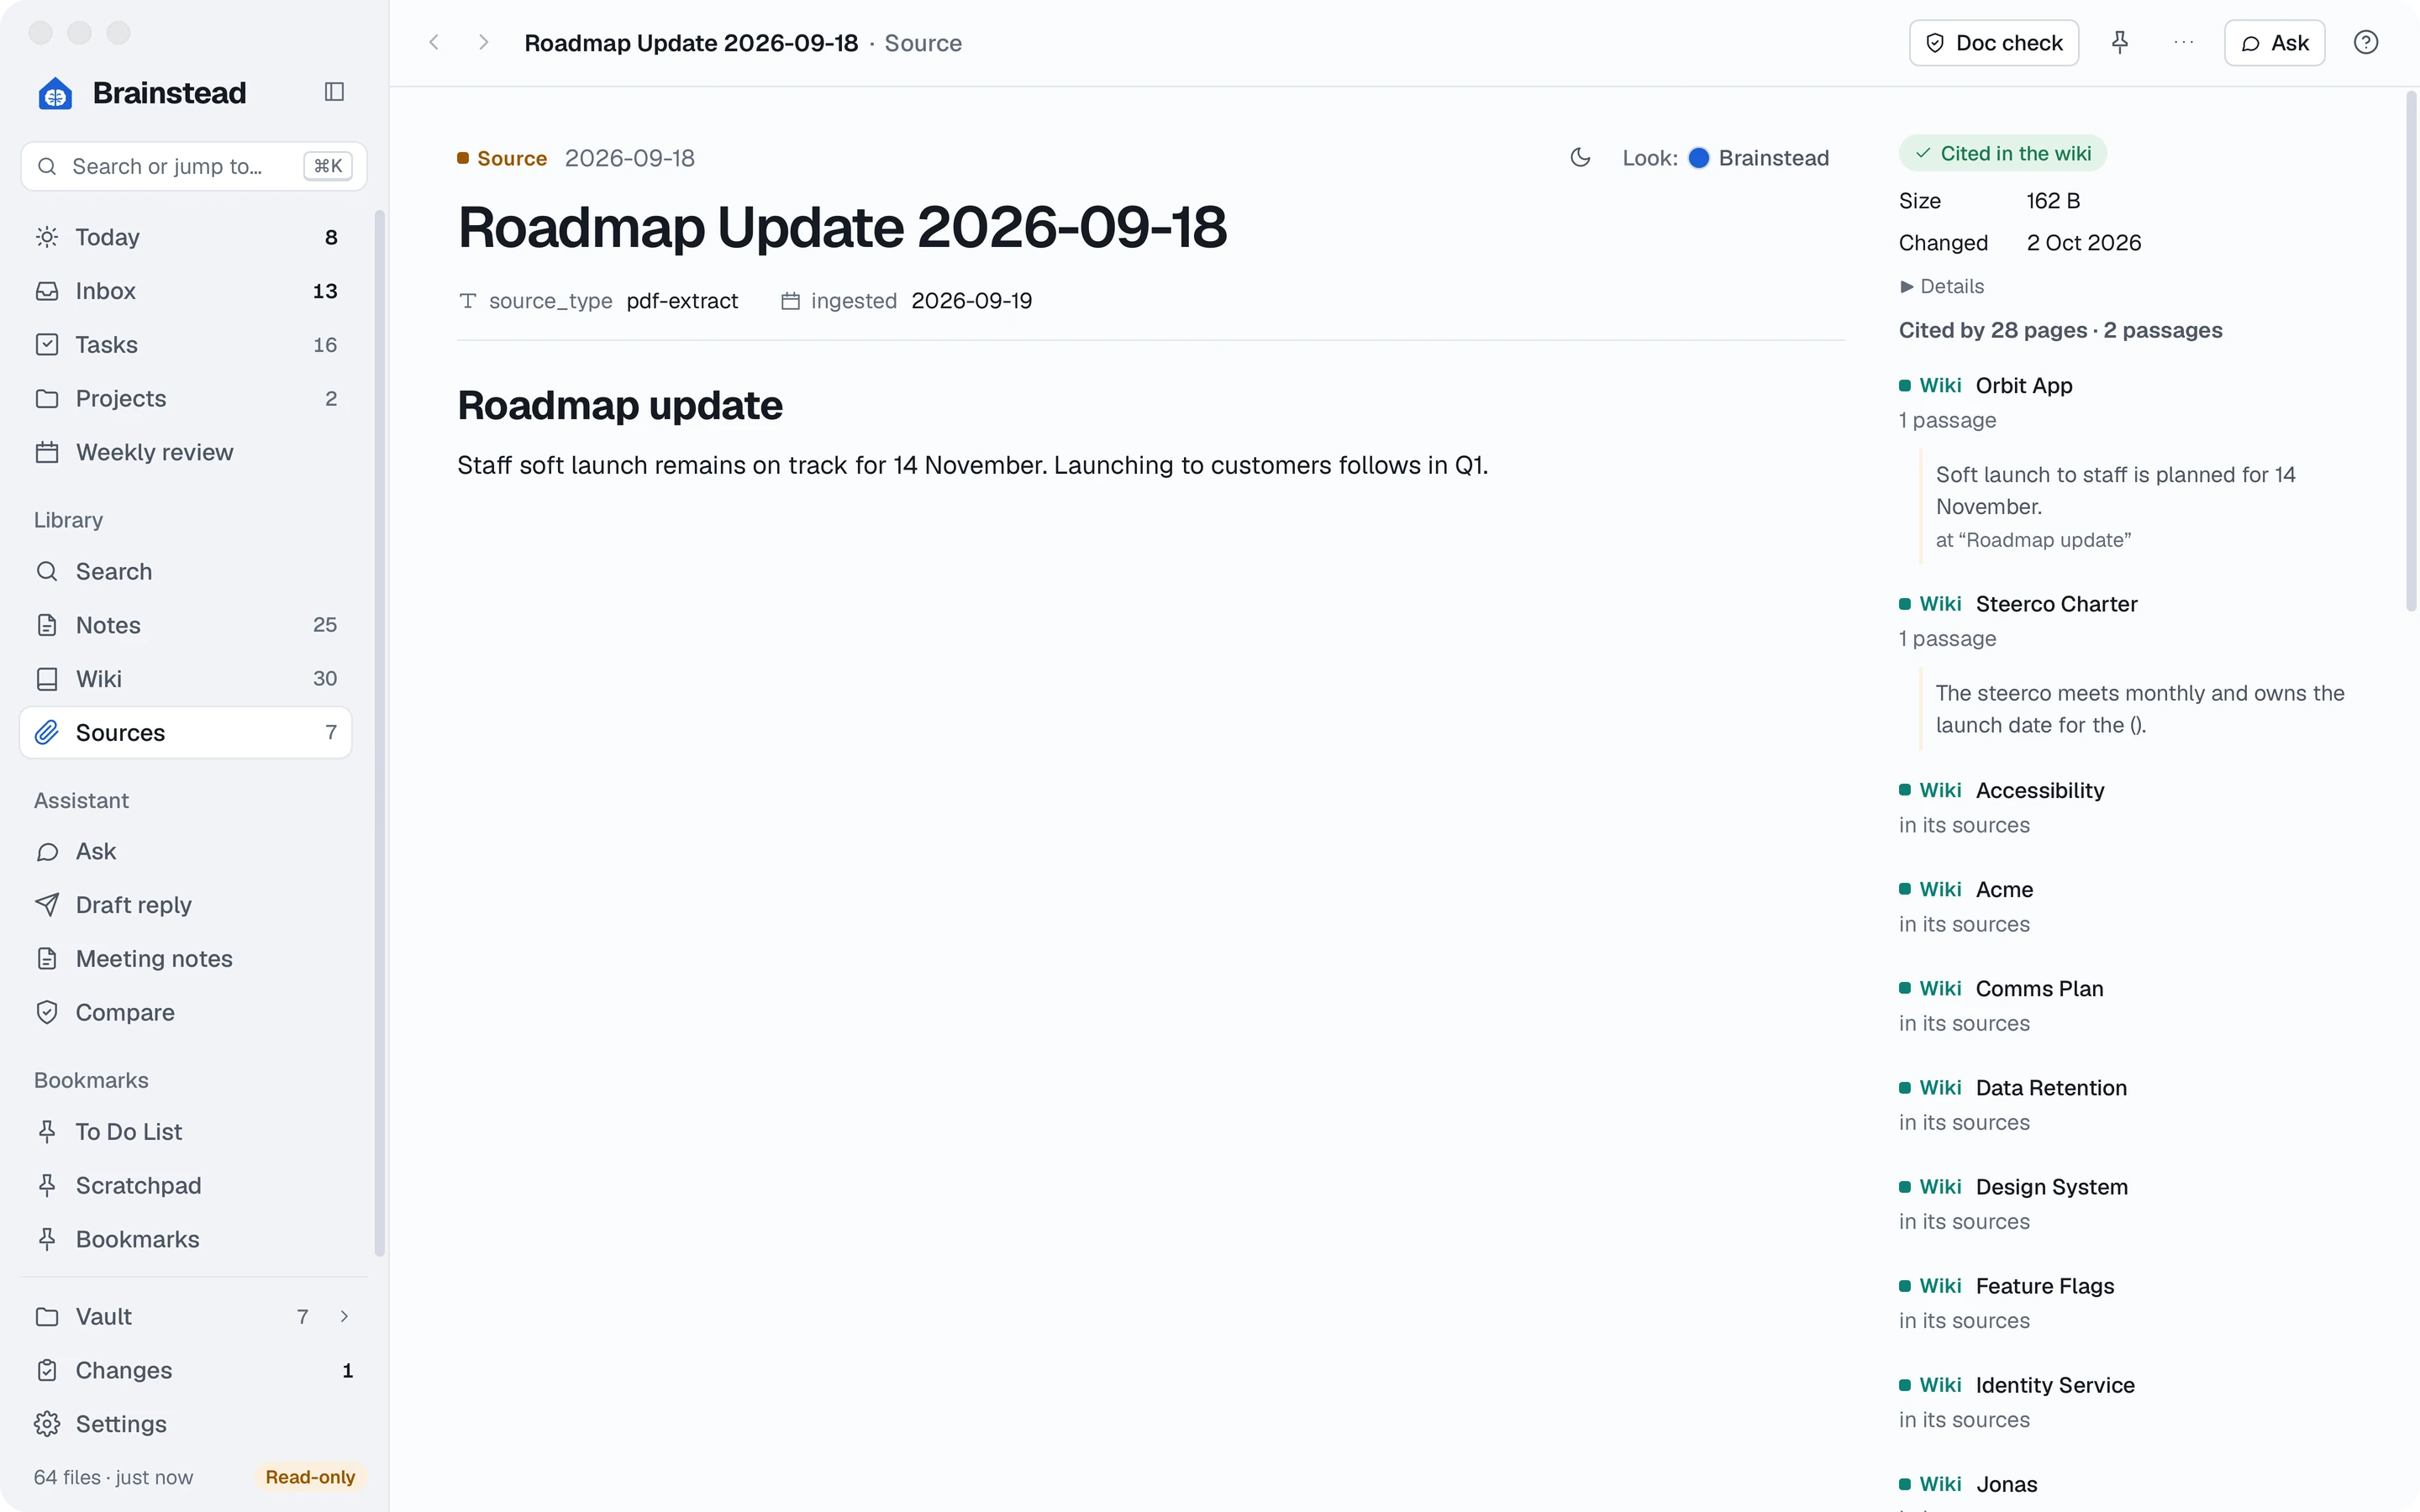 Brainstead
Search or jump to... ⌘K
Today 8
Inbox 13
Tasks 16
Projects 2
Weekly review
Library
Search
Notes 25
Wiki 30
Sources 7
Assistant
Ask
Draft reply
Meeting notes
Compare
Bookmarks
To Do List
Scratchpad
Bookmarks
Vault 7
Changes 1
Settings
64 files · just now Read-only
Roadmap Update 2026-09-18 · Source
Doc check ··· Ask
Source 2026-09-18
Look: Brainstead
Roadmap Update 2026-09-18
source_type pdf-extract ingested 2026-09-19
Roadmap update
Staff soft launch remains on track for 14 November. Launching to customers follows in Q1.
Cited in the wiki
Size 162 B
Changed 2 Oct 2026
Details
Cited by 28 pages · 2 passages
Wiki Orbit App
1 passage
Soft launch to staff is planned for 14
November.
at “Roadmap update”
Wiki Steerco Charter
1 passage
The steerco meets monthly and owns the
launch date for the ().
Wiki Accessibility
in its sources
Wiki Acme
in its sources
Wiki Comms Plan
in its sources
Wiki Data Retention
in its sources
Wiki Design System
in its sources
Wiki Feature Flags
in its sources
Wiki Identity Service
in its sources
Wiki Jonas